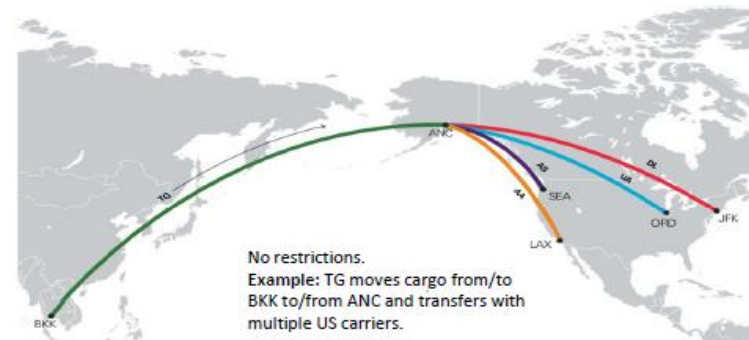 ANC
TG
AS
AA
UA
DL
SEA
ORD
JFK
LAX
BKK
No restrictions.
Example: TG moves cargo from/to
BKK to/from ANC and transfers with
multiple US carriers.